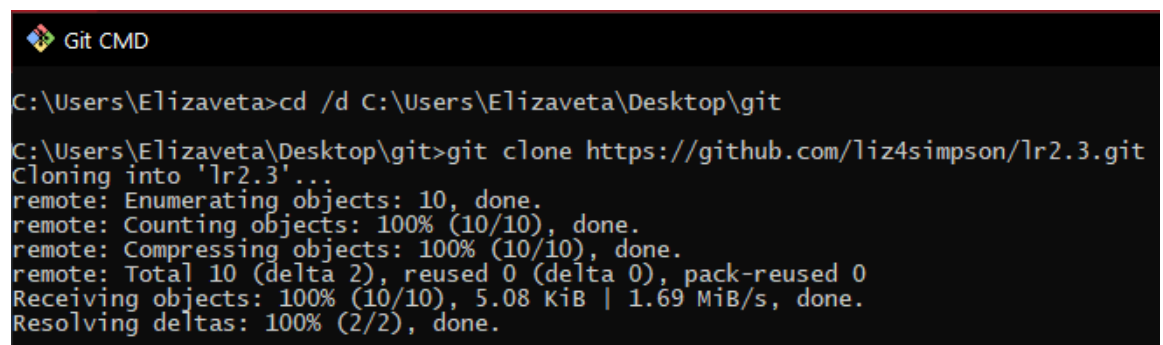 Git CMD
C:\Users\Elizaveta>cd /d C:\Users\Elizaveta\Desktop\git
C:\Users\Elizaveta\Desktop\git>git clone https://github.com/liz4simpson/lr2.3.git
Cloning into 'lr2.3'...
remote: Enumerating objects: 10, done.
remote: Counting objects: 100% (10/10), done.
remote: Compressing objects: 100% (10/10), done.
remote: Total 10 (delta 2), reused 0 (delta 0), pack-reused 0
Receiving objects: 100% (10/10), 5.08 KiB | 1.69 MiB/s, done.
Resolving deltas: 100% (2/2), done.